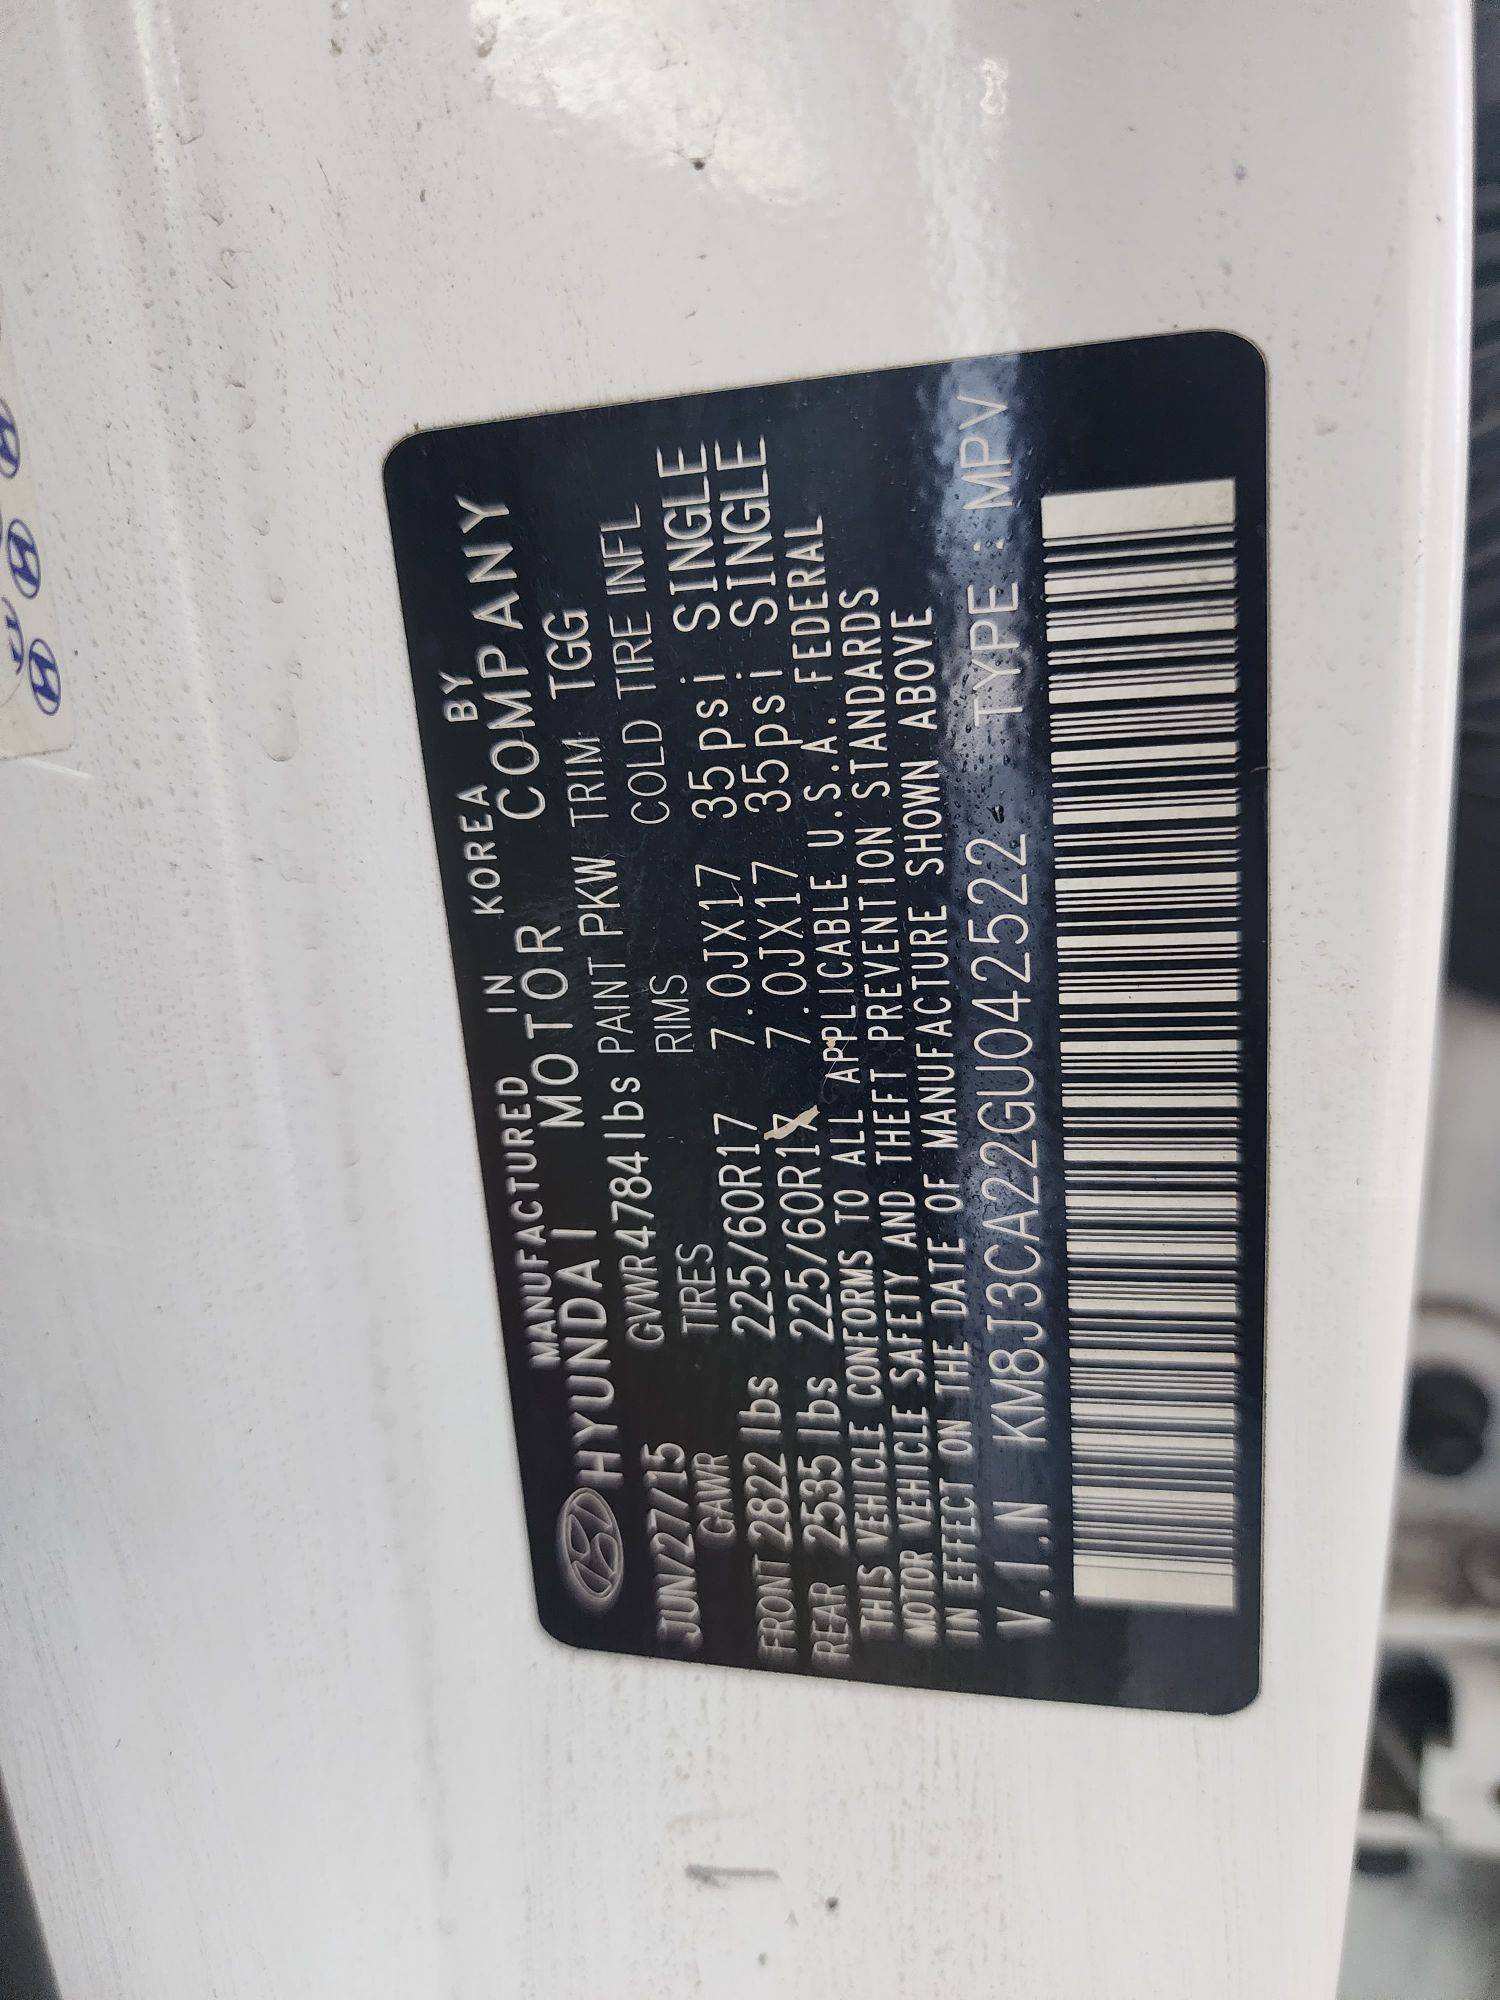 MANUFACTURED IN KOREA BY
HYUNDAI MOTOR COMPANY
JUN/27/15 GVWR4784lbs PAINT PKW TRIM TGG
GAWR TIRES RIMS COLD TIRE INFL
FRONT 2822 lbs 225/60R17 7.0JX17 35psi SINGLE
REAR 2535 lbs 225/60R17 7.0JX17 35psi SINGLE
THIS VEHICLE CONFORMS TO ALL APPLICABLE U.S.A. FEDERAL
MOTOR VEHICLE SAFETY AND THEFT PREVENTION STANDARDS
IN EFFECT ON THE DATE OF MANUFACTURE SHOWN ABOVE
V.I.N KM8J3CA22GU042522 TYPE : MPV